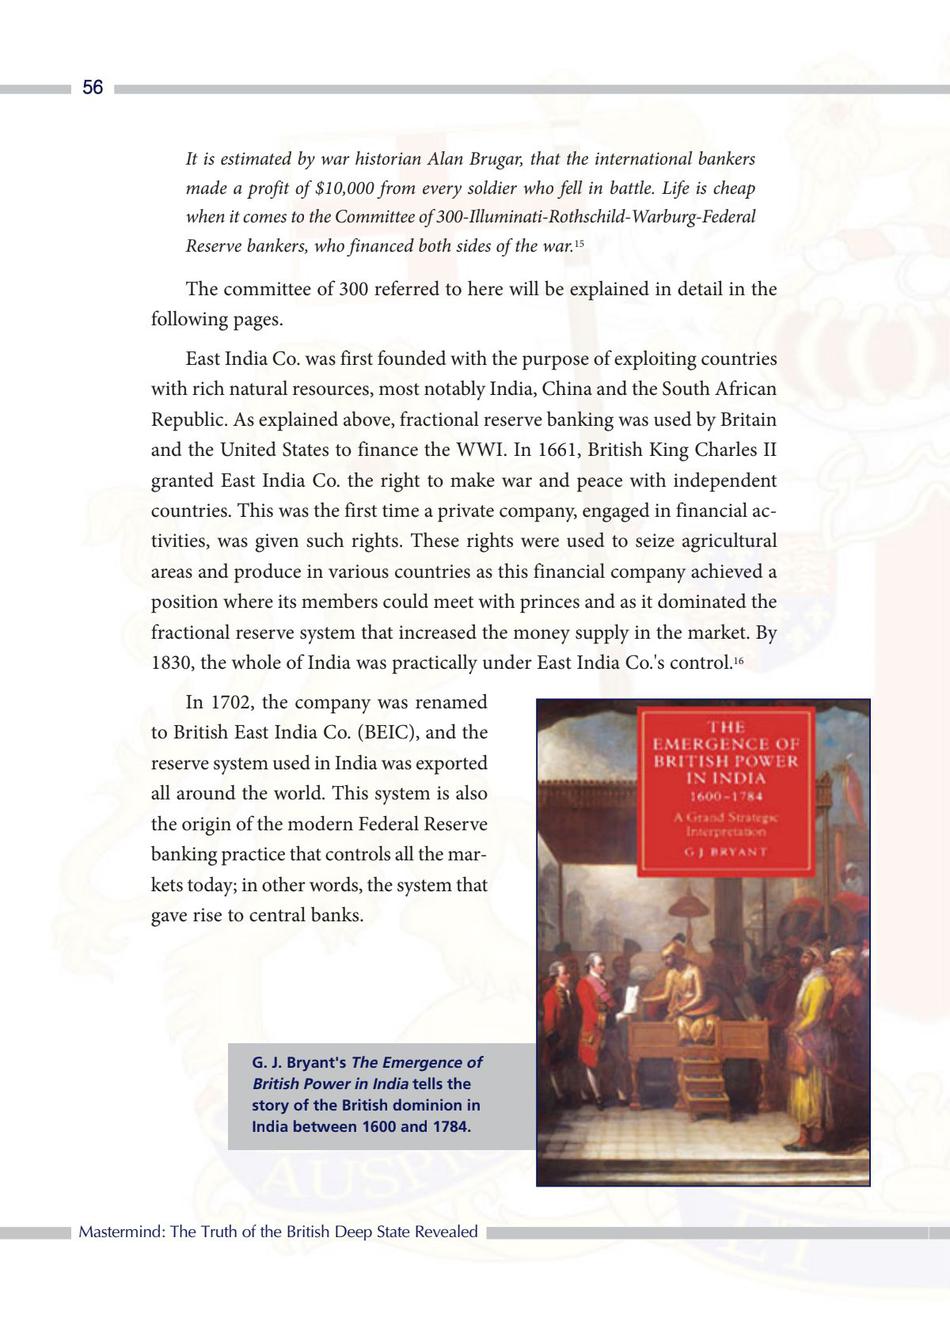 56
It is estimated by war historian Alan Brugar, that the international bankers
made a profit of $10,000 from every soldier who fell in battle. Life is cheap
when it comes to the Committee of 300-Illuminati-Rothschild-Warburg-Federal
Reserve bankers, who financed both sides of the war.15
The committee of 300 referred to here will be explained in detail in the
following pages.
East India Co. was first founded with the purpose of exploiting countries
with rich natural resources, most notably India, China and the South African
Republic. As explained above, fractional reserve banking was used by Britain
and the United States to finance the WWI. In 1661, British King Charles II
granted East India Co. the right to make war and peace with independent
countries. This was the first time a private company, engaged in financial ac-
tivities, was given such rights. These rights were used to seize agricultural
areas and produce in various countries as this financial company achieved a
position where its members could meet with princes and as it dominated the
fractional reserve system that increased the money supply in the market. By
1830, the whole of India was practically under East India Co.'s control.16
In 1702, the company was renamed
to British East India Co. (BEIC), and the
reserve system used in India was exported
all around the world. This system is also
the origin of the modern Federal Reserve
banking practice that controls all the mar-
kets today; in other words, the system that
gave rise to central banks.
THE
EMERGENCE OF
BRITISH POWER
IN INDIA
1600–1784
A Grand Strategic
Interpretation
G J BRYANT
G. J. Bryant's The Emergence of
British Power in India tells the
story of the British dominion in
India between 1600 and 1784.
AUSP
ET
Mastermind: The Truth of the British Deep State Revealed